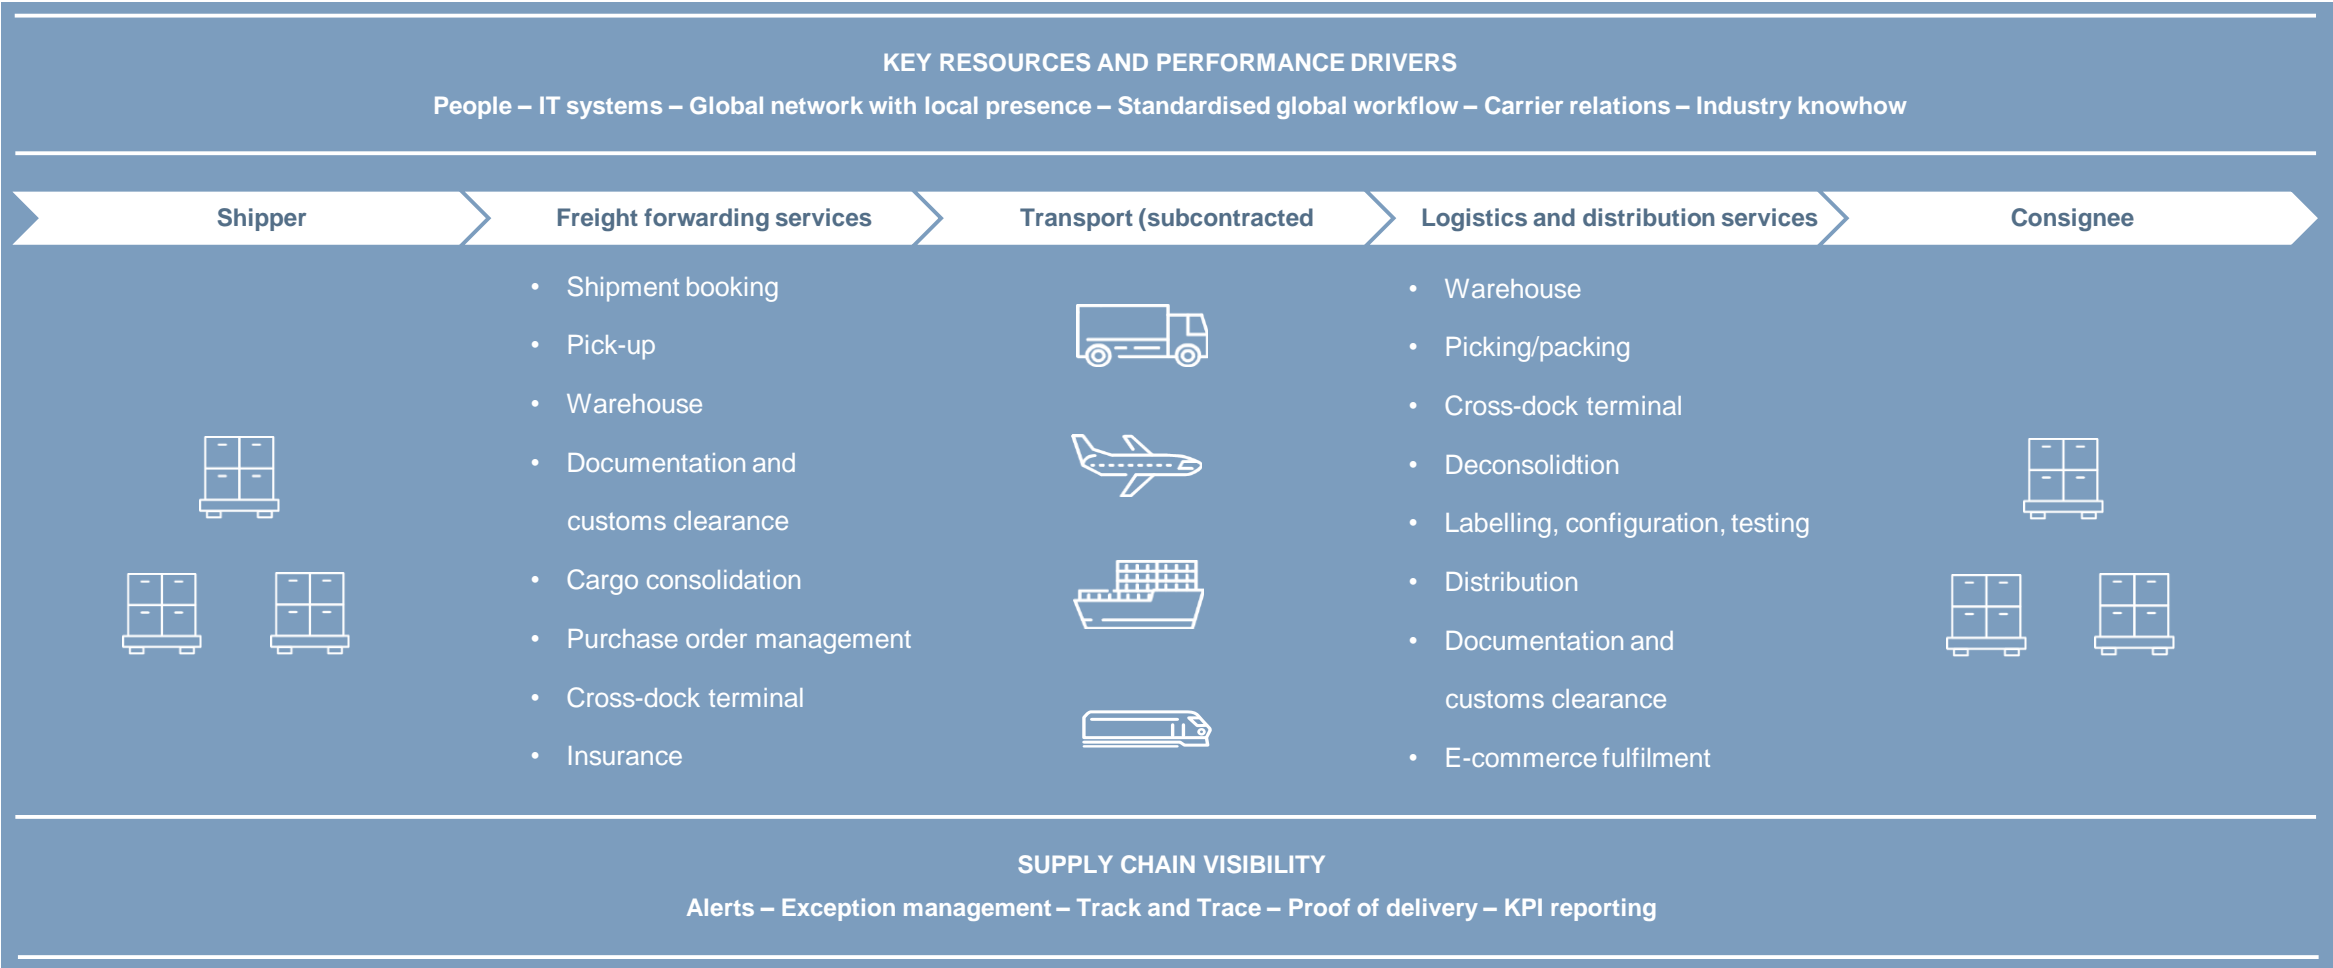 KEY RESOURCES AND PERFORMANCE DRIVERS
People – IT systems – Global network with local presence – Standardised global workflow – Carrier relations – Industry knowhow
Shipper
Freight forwarding services
Transport (subcontracted
Logistics and distribution services
Consignee
• Shipment booking
• Pick-up
• Warehouse
• Documentation and
customs clearance
• Cargo consolidation
• Purchase order management
• Cross-dock terminal
• Insurance
• Warehouse
• Picking/packing
• Cross-dock terminal
• Deconsolidtion
• Labelling, configuration, testing
• Distribution
• Documentation and
customs clearance
• E-commerce fulfilment
SUPPLY CHAIN VISIBILITY
Alerts – Exception management – Track and Trace – Proof of delivery – KPI reporting